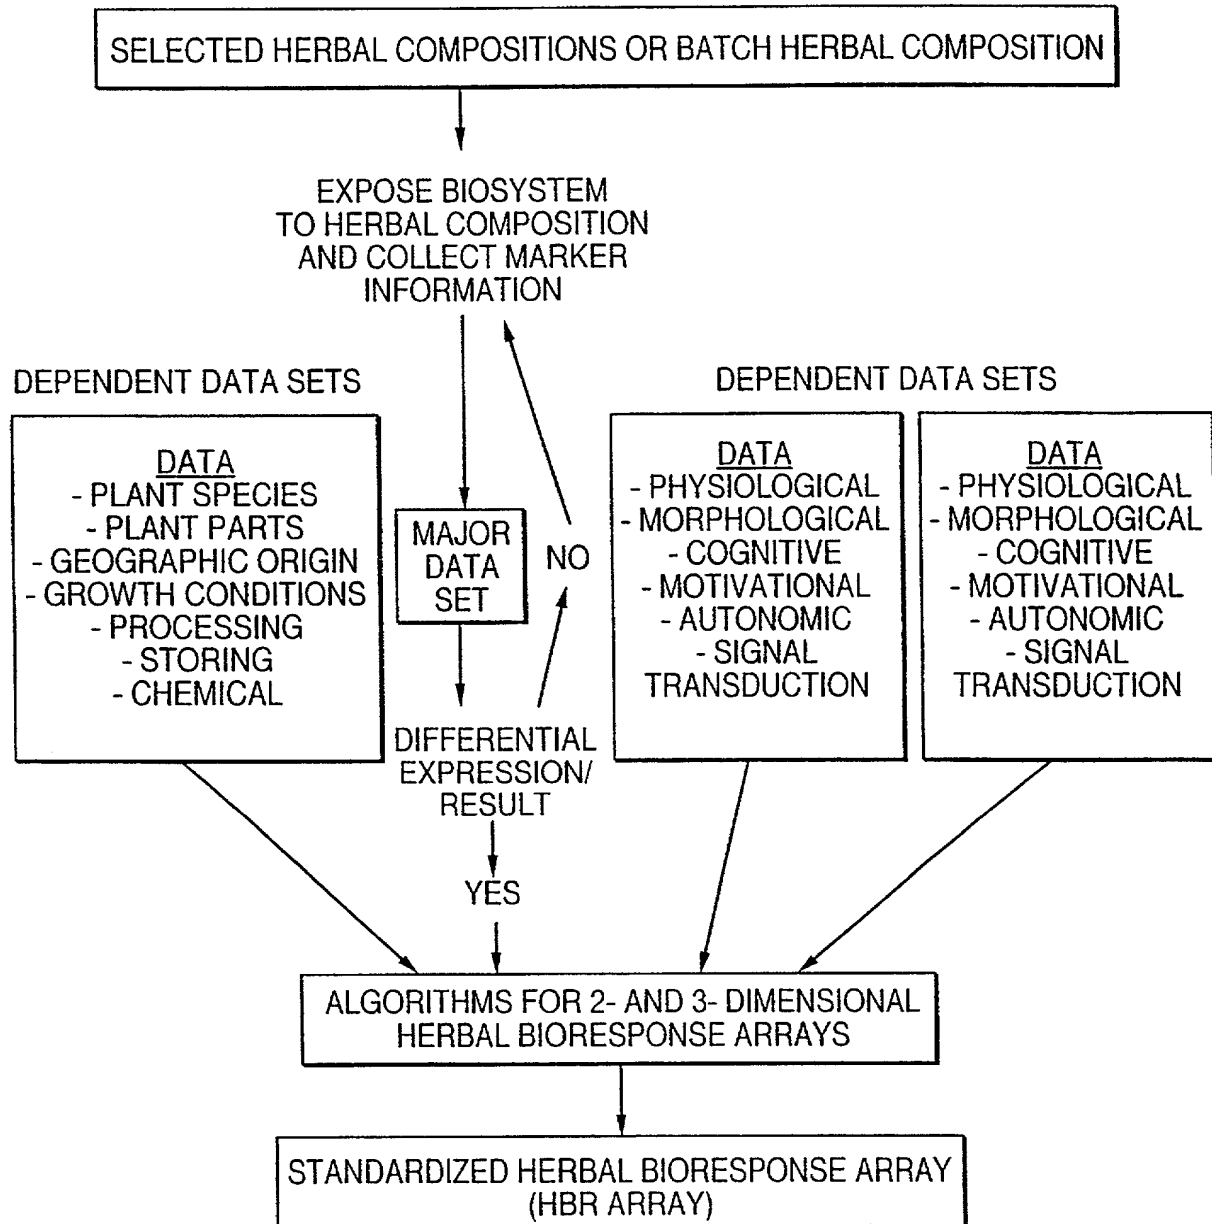 SELECTED HERBAL COMPOSITIONS OR BATCH HERBAL COMPOSITION
EXPOSE BIOSYSTEM
TO HERBAL COMPOSITION
AND COLLECT MARKER
INFORMATION
DEPENDENT DATA SETS
DATA
- PLANT SPECIES
- PLANT PARTS
- GEOGRAPHIC ORIGIN
- GROWTH CONDITIONS
- PROCESSING
- STORING
- CHEMICAL
MAJOR
DATA
SET
NO
DIFFERENTIAL
EXPRESSION/
RESULT
YES
DEPENDENT DATA SETS
DATA
- PHYSIOLOGICAL
- MORPHOLOGICAL
- COGNITIVE
- MOTIVATIONAL
- AUTONOMIC
- SIGNAL
TRANSDUCTION
DATA
- PHYSIOLOGICAL
- MORPHOLOGICAL
- COGNITIVE
- MOTIVATIONAL
- AUTONOMIC
- SIGNAL
TRANSDUCTION
ALGORITHMS FOR 2- AND 3- DIMENSIONAL
HERBAL BIORESPONSE ARRAYS
STANDARDIZED HERBAL BIORESPONSE ARRAY
(HBR ARRAY)